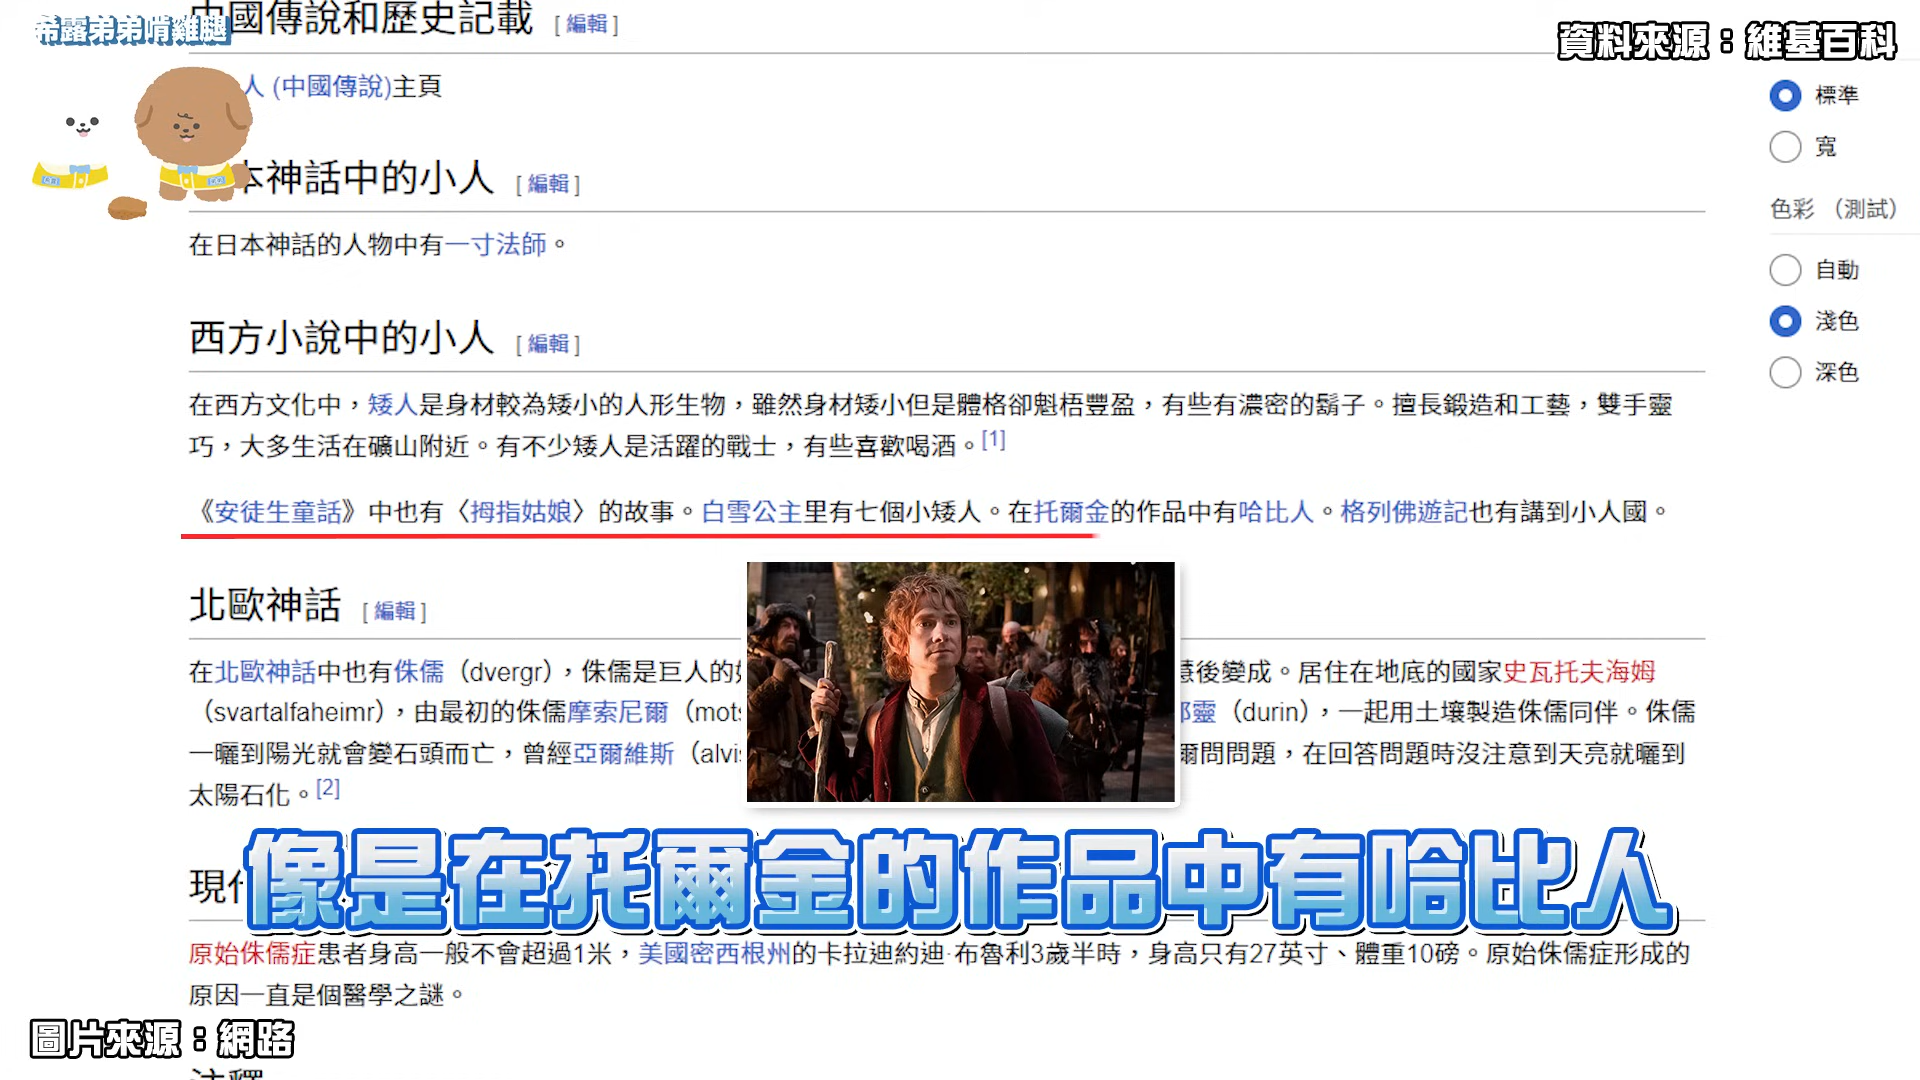 希露弟弟啃雞腿
中國傳說和歷史記載 [ 編輯 ]
資料來源：維基百科
人 (中國傳說)主頁
標準
寬
本神話中的小人 [ 編輯 ]
色彩 （測試）
在日本神話的人物中有一寸法師。
自動
西方小說中的小人 [ 編輯 ]
淺色
深色
在西方文化中，矮人是身材較為矮小的人形生物，雖然身材矮小但是體格卻魁梧豐盈，有些有濃密的鬍子。擅長鍛造和工藝，雙手靈
巧，大多生活在礦山附近。有不少矮人是活躍的戰士，有些喜歡喝酒。[1]
《安徒生童話》中也有〈拇指姑娘〉的故事。白雪公主里有七個小矮人。在托爾金的作品中有哈比人。格列佛遊記也有講到小人國。
北歐神話 [ 編輯 ]
在北歐神話中也有侏儒（dvergr），侏儒是巨人的 後變成。居住在地底的國家史瓦托夫海姆
（svartalfaheimr），由最初的侏儒摩索尼爾（mots 靈（durin），一起用土壤製造侏儒同伴。侏儒
一曬到陽光就會變石頭而亡，曾經亞爾維斯（alvis 爾問問題，在回答問題時沒注意到天亮就曬到
太陽石化。[2]
像是在托爾金的作品中有哈比人
現
原始侏儒症患者身高一般不會超過1米，美國密西根州的卡拉迪約迪·布魯利3歲半時，身高只有27英寸、體重10磅。原始侏儒症形成的
原因一直是個醫學之謎。
圖片來源：網路
注釋